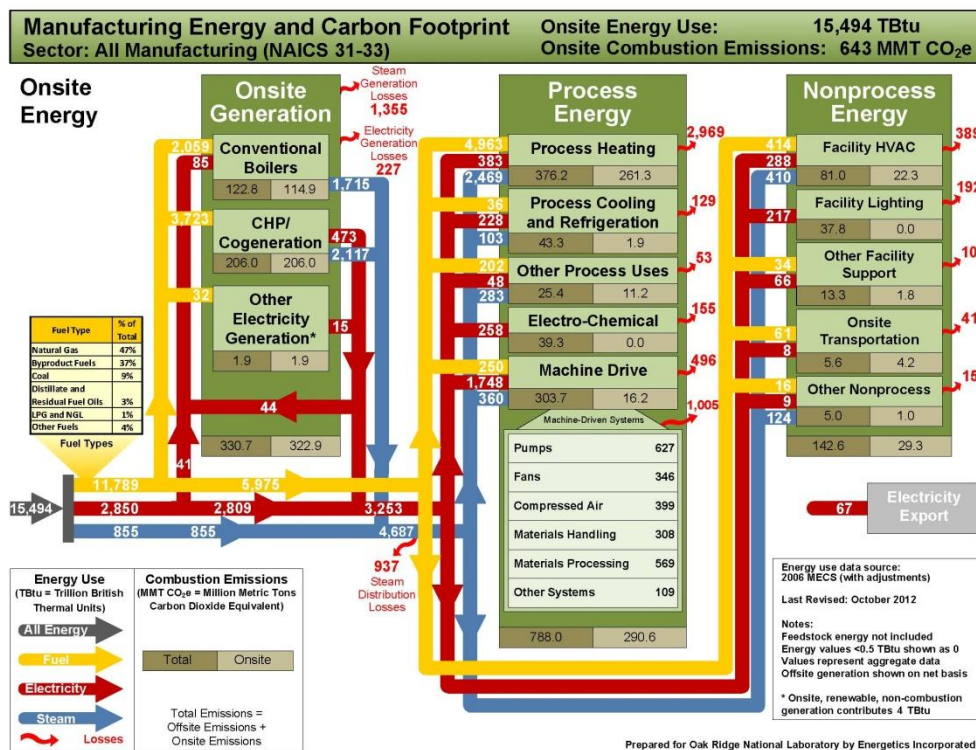 Manufacturing Energy and Carbon Footprint
Sector: All Manufacturing (NAICS 31-33)
Onsite Energy Use: 15,494 TBtu
Onsite Combustion Emissions: 643 MMT CO₂e
Onsite
Energy
Onsite
Generation
Steam
Generation
Losses
1,355
Electricity
Generation
Losses
227
2,059
85
Conventional
Boilers
122.8 114.9
1,715
3,723
CHP/
Cogeneration
206.0 206.0
473
2,117
32
Other
Electricity
Generation*
1.9 1.9
15
44
330.7 322.9
41
Fuel Type % of Total
Natural Gas 47%
Byproduct Fuels 37%
Coal 9%
Distillate and
Residual Fuel Oils 3%
LPG and NGL 1%
Other Fuels 4%
Fuel Types
15,494
11,789 5,975
2,850 2,809 3,253
855 855 4,687
937
Steam
Distribution
Losses
Process
Energy
4,963
383
2,469
Process Heating
376.2 261.3
2,969
36
228
103
Process Cooling
and Refrigeration
43.3 1.9
129
202
48
283
Other Process Uses
25.4 11.2
53
258
Electro-Chemical
39.3 0.0
155
250
1,748
360
Machine Drive
303.7 16.2
496
Machine-Driven Systems
1,005
Pumps 627
Fans 346
Compressed Air 399
Materials Handling 308
Materials Processing 569
Other Systems 109
788.0 290.6
Nonprocess
Energy
414
288
410
Facility HVAC
81.0 22.3
389
217
Facility Lighting
37.8 0.0
192
34
66
Other Facility
Support
13.3 1.8
10
61
8
Onsite
Transportation
5.6 4.2
41
16
9
124
Other Nonprocess
5.0 1.0
15
142.6 29.3
67
Electricity
Export
Energy Use
(TBtu = Trillion British
Thermal Units)
All Energy
Fuel
Electricity
Steam
Losses
Combustion Emissions
(MMT CO₂e = Million Metric Tons
Carbon Dioxide Equivalent)
Total Onsite
Total Emissions =
Offsite Emissions +
Onsite Emissions
Energy use data source:
2006 MECS (with adjustments)
Last Revised: October 2012
Notes:
Feedstock energy not included
Energy values <0.5 TBtu shown as 0
Values represent aggregate data
Offsite generation shown on net basis
* Onsite, renewable, non-combustion
generation contributes 4 TBtu
Prepared for Oak Ridge National Laboratory by Energetics Incorporated